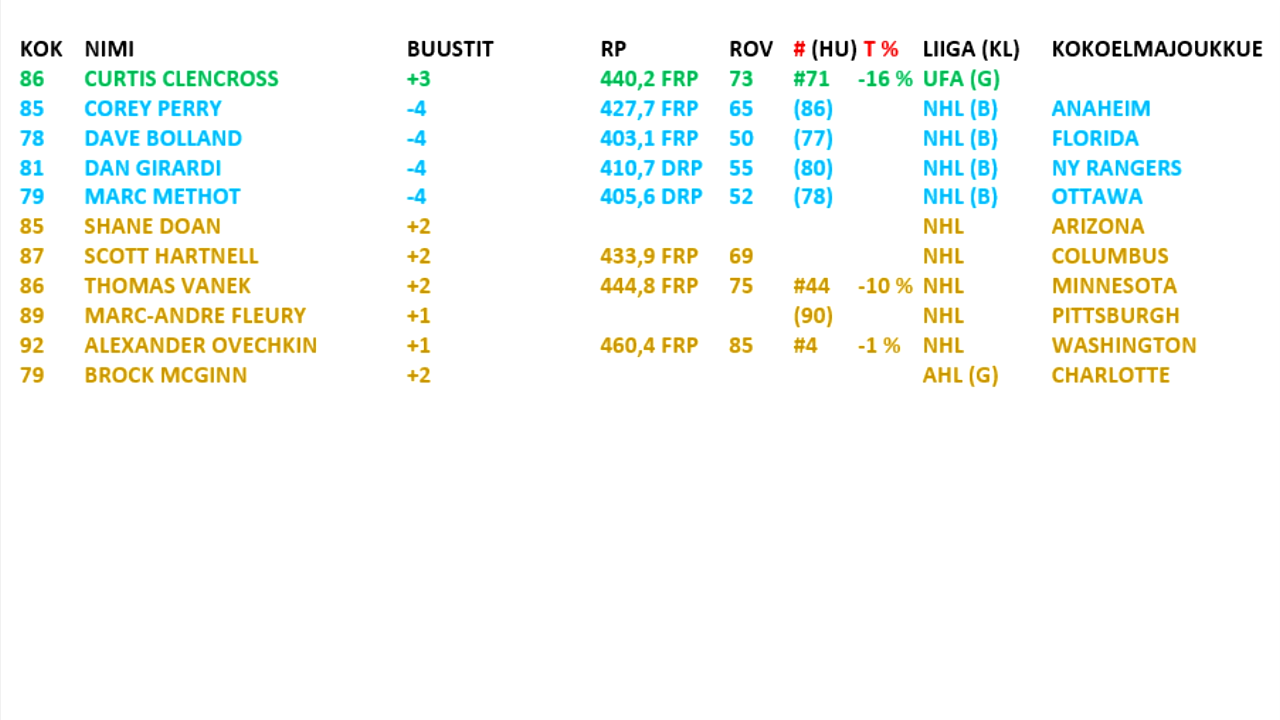 KOK NIMI BUUSTIT RP ROV # (HU) T % LIIGA (KL) KOKOELMAJOUKKUE
86 CURTIS CLENCROSS +3 440,2 FRP 73 #71 -16 % UFA (G)
85 COREY PERRY -4 427,7 FRP 65 (86) NHL (B) ANAHEIM
78 DAVE BOLLAND -4 403,1 FRP 50 (77) NHL (B) FLORIDA
81 DAN GIRARDI -4 410,7 DRP 55 (80) NHL (B) NY RANGERS
79 MARC METHOT -4 405,6 DRP 52 (78) NHL (B) OTTAWA
85 SHANE DOAN +2 NHL ARIZONA
87 SCOTT HARTNELL +2 433,9 FRP 69 NHL COLUMBUS
86 THOMAS VANEK +2 444,8 FRP 75 #44 -10 % NHL MINNESOTA
89 MARC-ANDRE FLEURY +1 (90) NHL PITTSBURGH
92 ALEXANDER OVECHKIN +1 460,4 FRP 85 #4 -1 % NHL WASHINGTON
79 BROCK MCGINN +2 AHL (G) CHARLOTTE